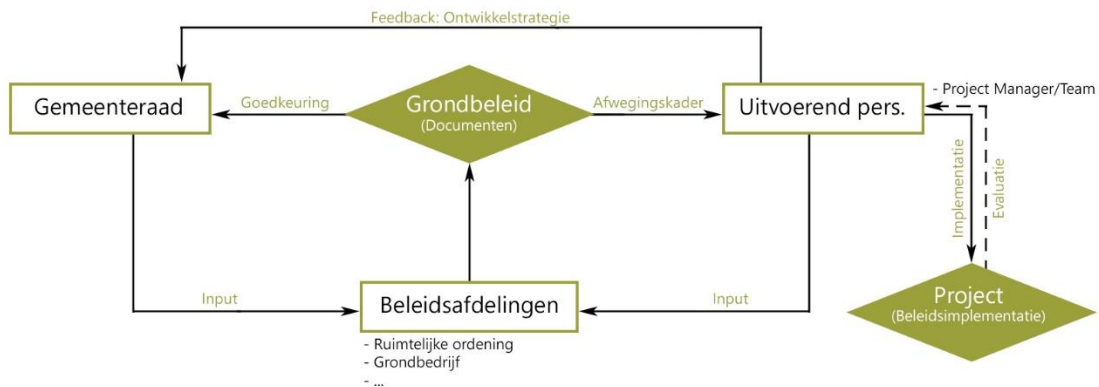 Feedback: Ontwikkelstrategie
Gemeenteraad
Goedkeuring
Grondbeleid
(Documenten)
Afwegingskader
Uitvoerend pers.
- Project Manager/Team
Implementatie
Evaluatie
Input
Beleidsafdelingen
Input
- Ruimtelijke ordening
- Grondbedrijf
- ...
Project
(Beleidsimplementatie)